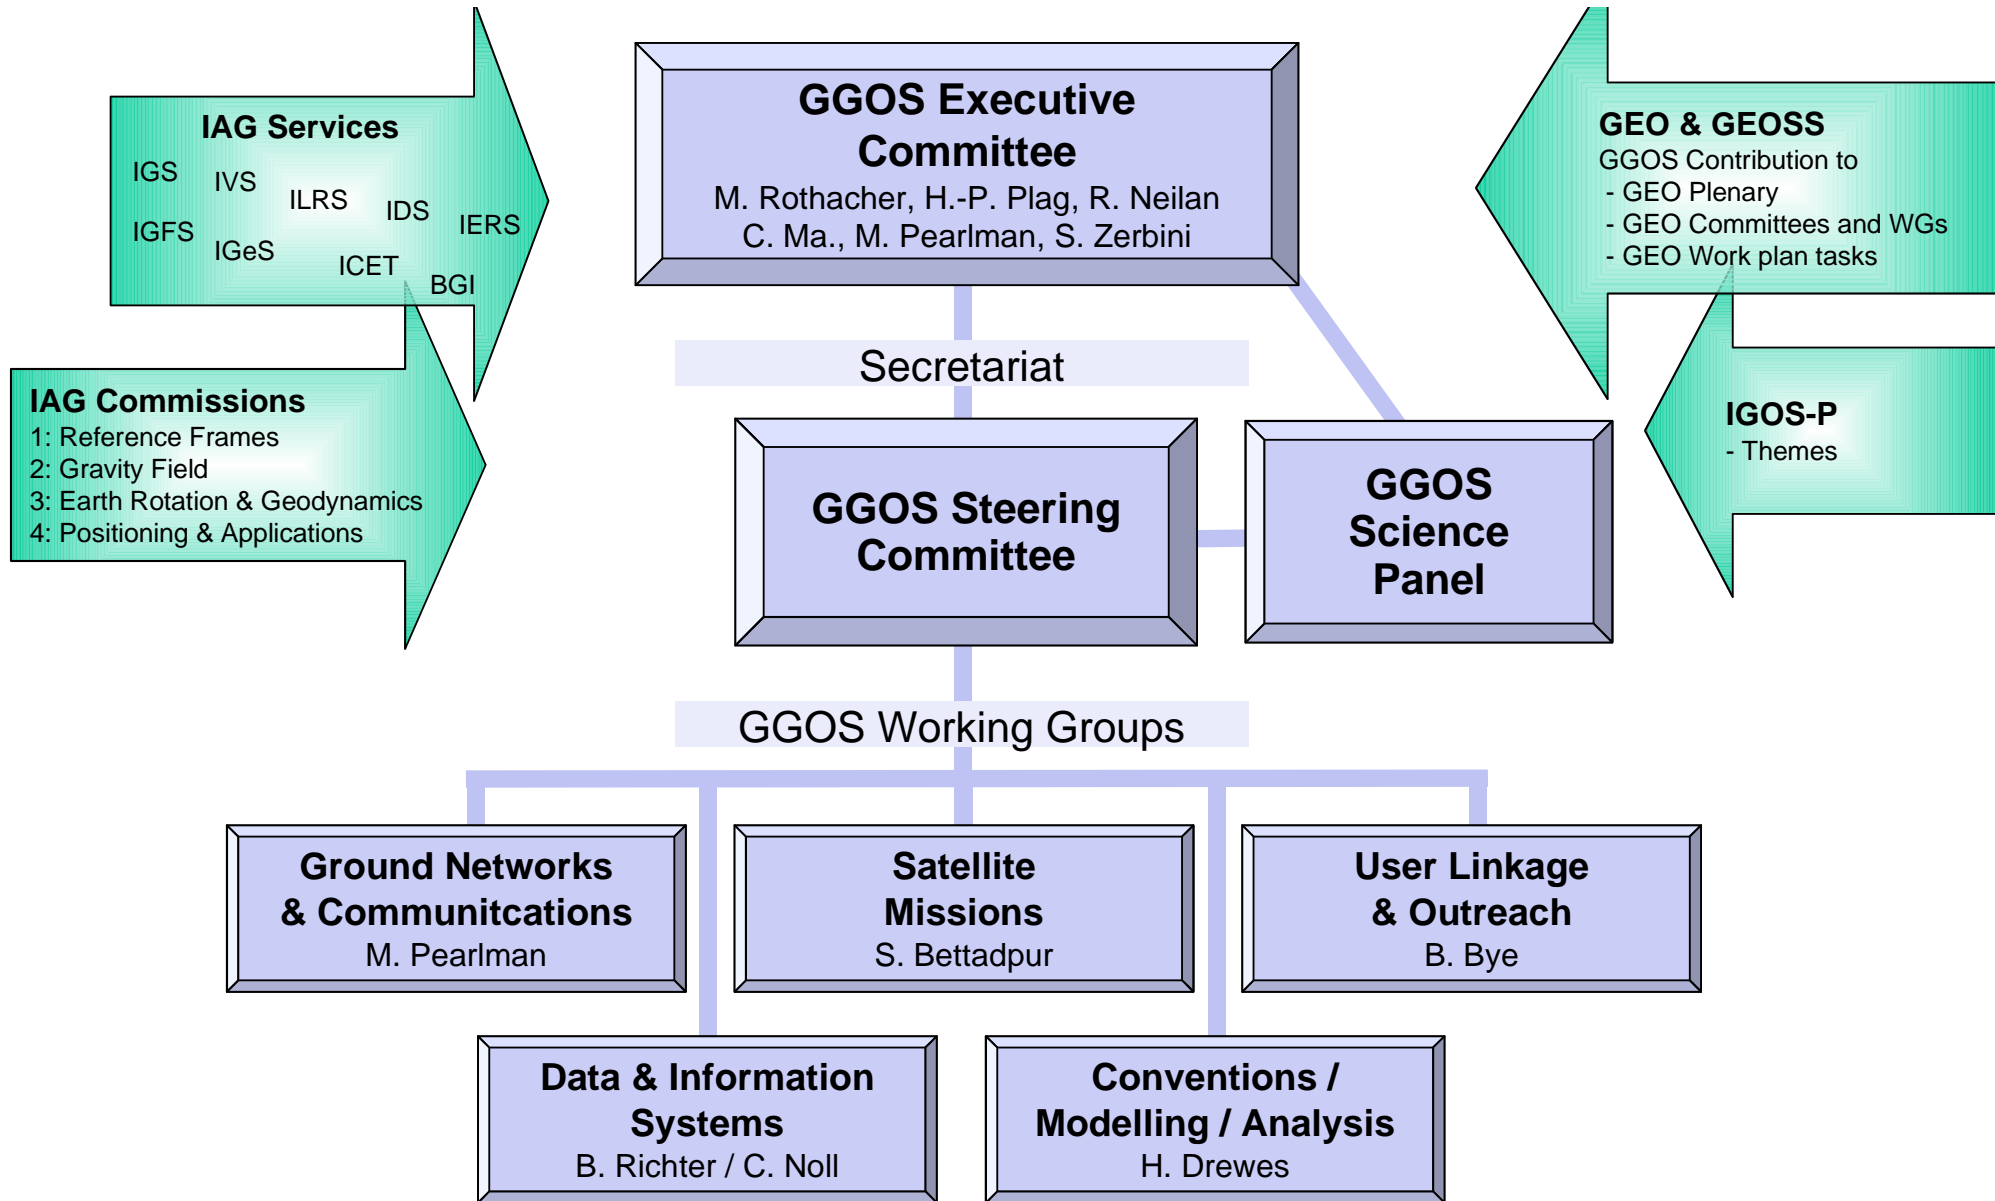 IAG Services
IGS
IVS
ILRS
IDS
IERS
IGFS
IGeS
ICET
BGI
IAG Commissions
1: Reference Frames
2: Gravity Field
3: Earth Rotation & Geodynamics
4: Positioning & Applications
GGOS Executive
Committee
M. Rothacher, H.-P. Plag, R. Neilan
C. Ma., M. Pearlman, S. Zerbini
GEO & GEOSS
GGOS Contribution to
- GEO Plenary
- GEO Committees and WGs
- GEO Work plan tasks
IGOS-P
- Themes
Secretariat
GGOS Steering
Committee
GGOS
Science
Panel
GGOS Working Groups
Ground Networks
& Communitcations
M. Pearlman
Satellite
Missions
S. Bettadpur
User Linkage
& Outreach
B. Bye
Data & Information
Systems
B. Richter / C. Noll
Conventions /
Modelling / Analysis
H. Drewes